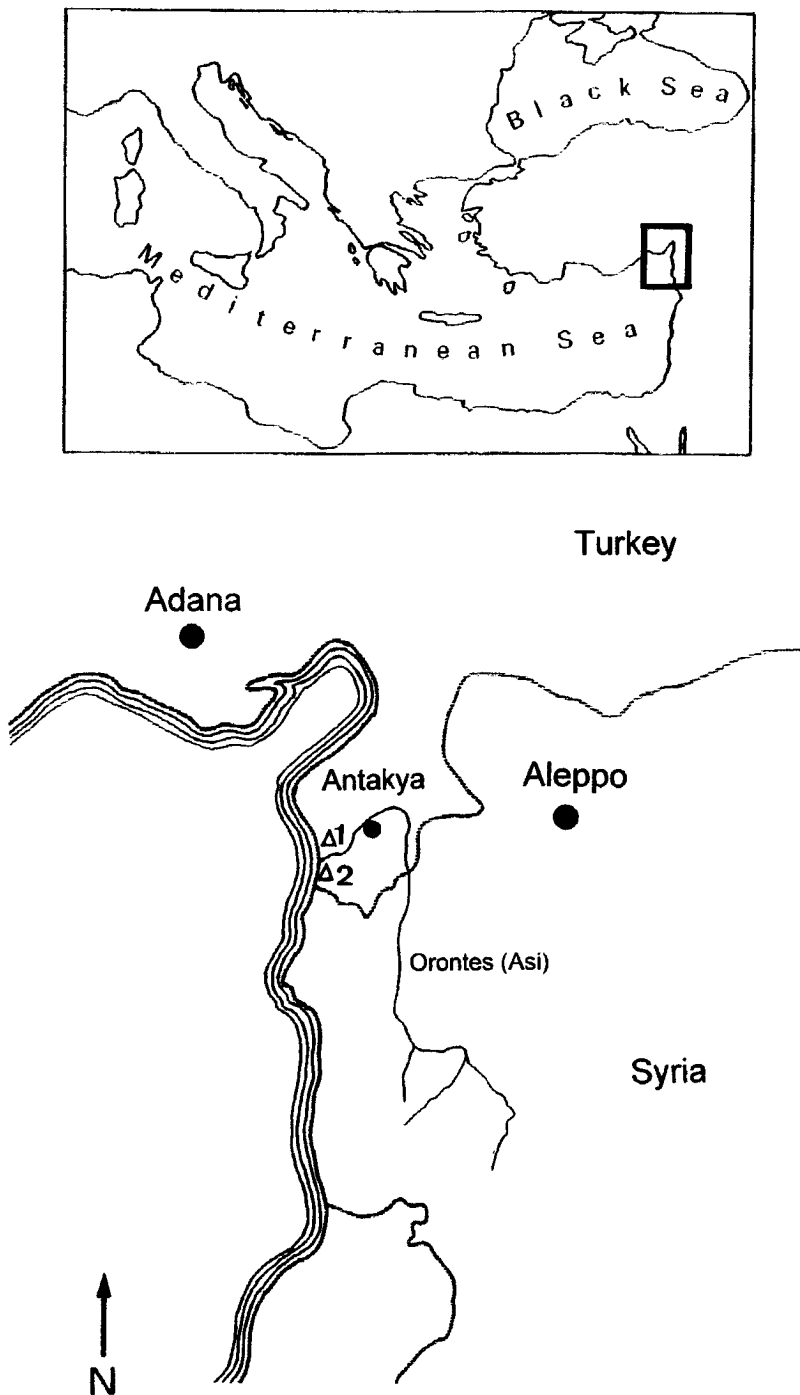 Black Sea
Mediterranean Sea
Turkey
Adana
Antakya
Aleppo
Δ1
Δ2
Orontes (Asi)
Syria
N